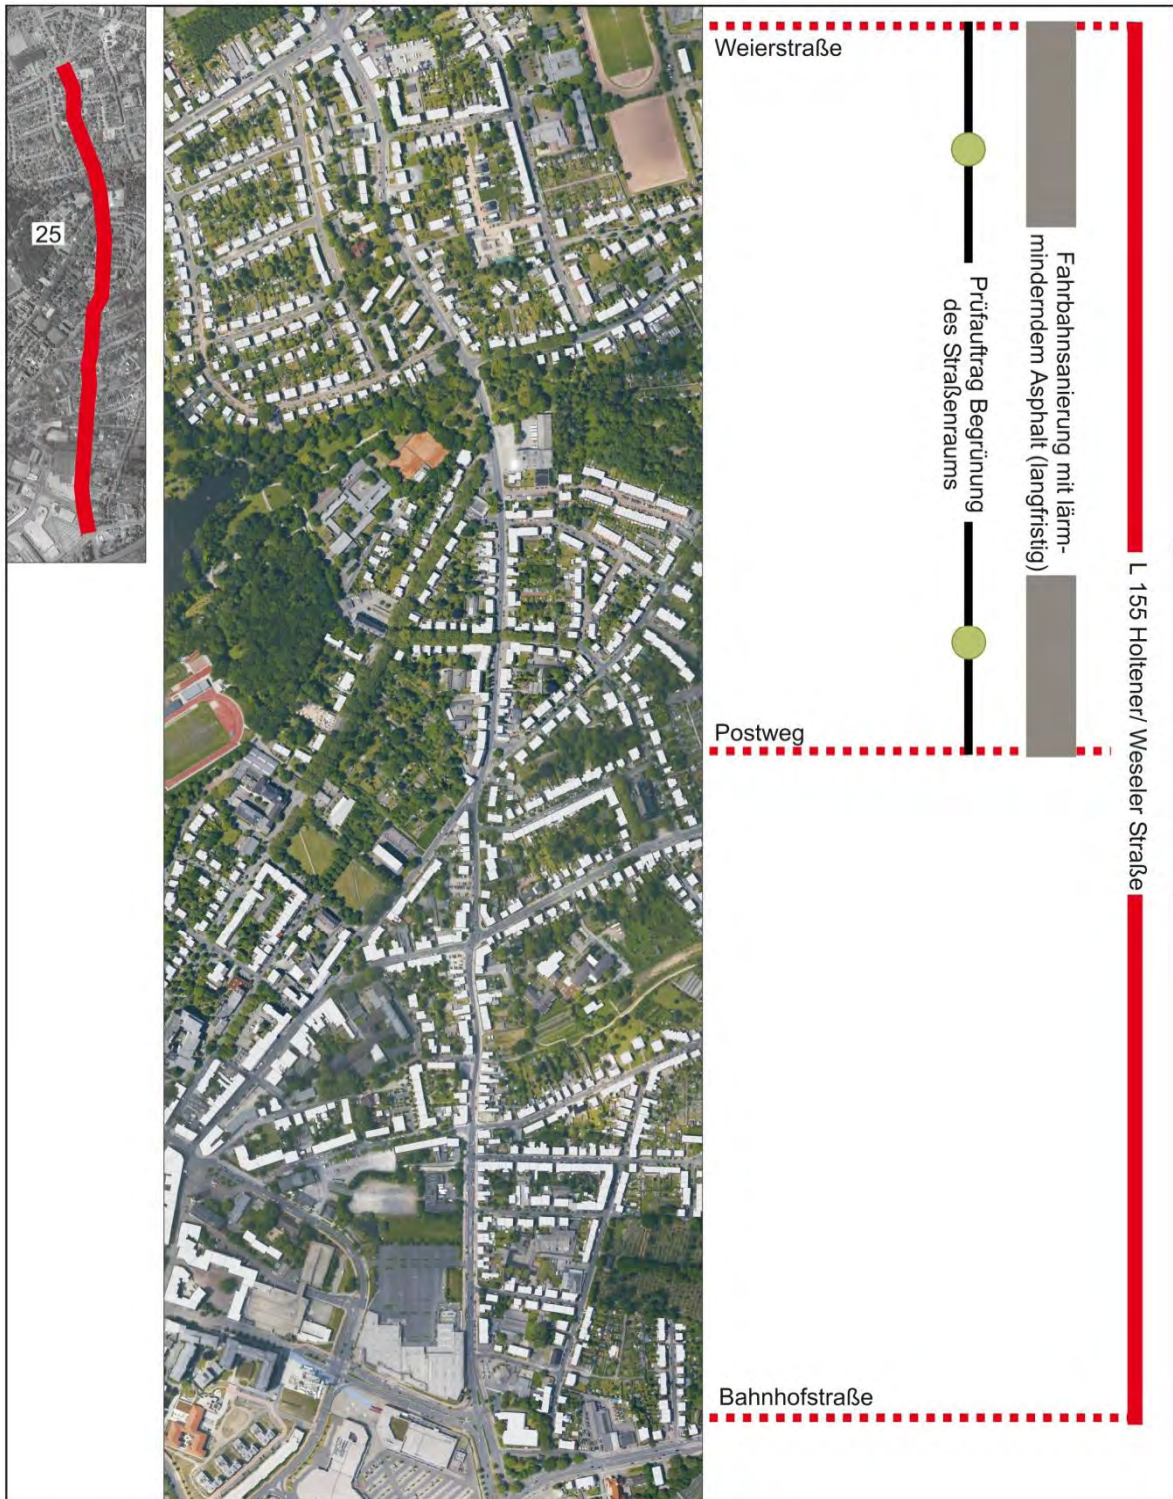 25
Weierstraße
Prüfauftrag Begrünung
des Straßenraums
Fahrbahnsanierung mit lärm-
minderndem Asphalt (langfristig)
L 155 Holtener/ Weseler Straße
Postweg
Bahnhofstraße